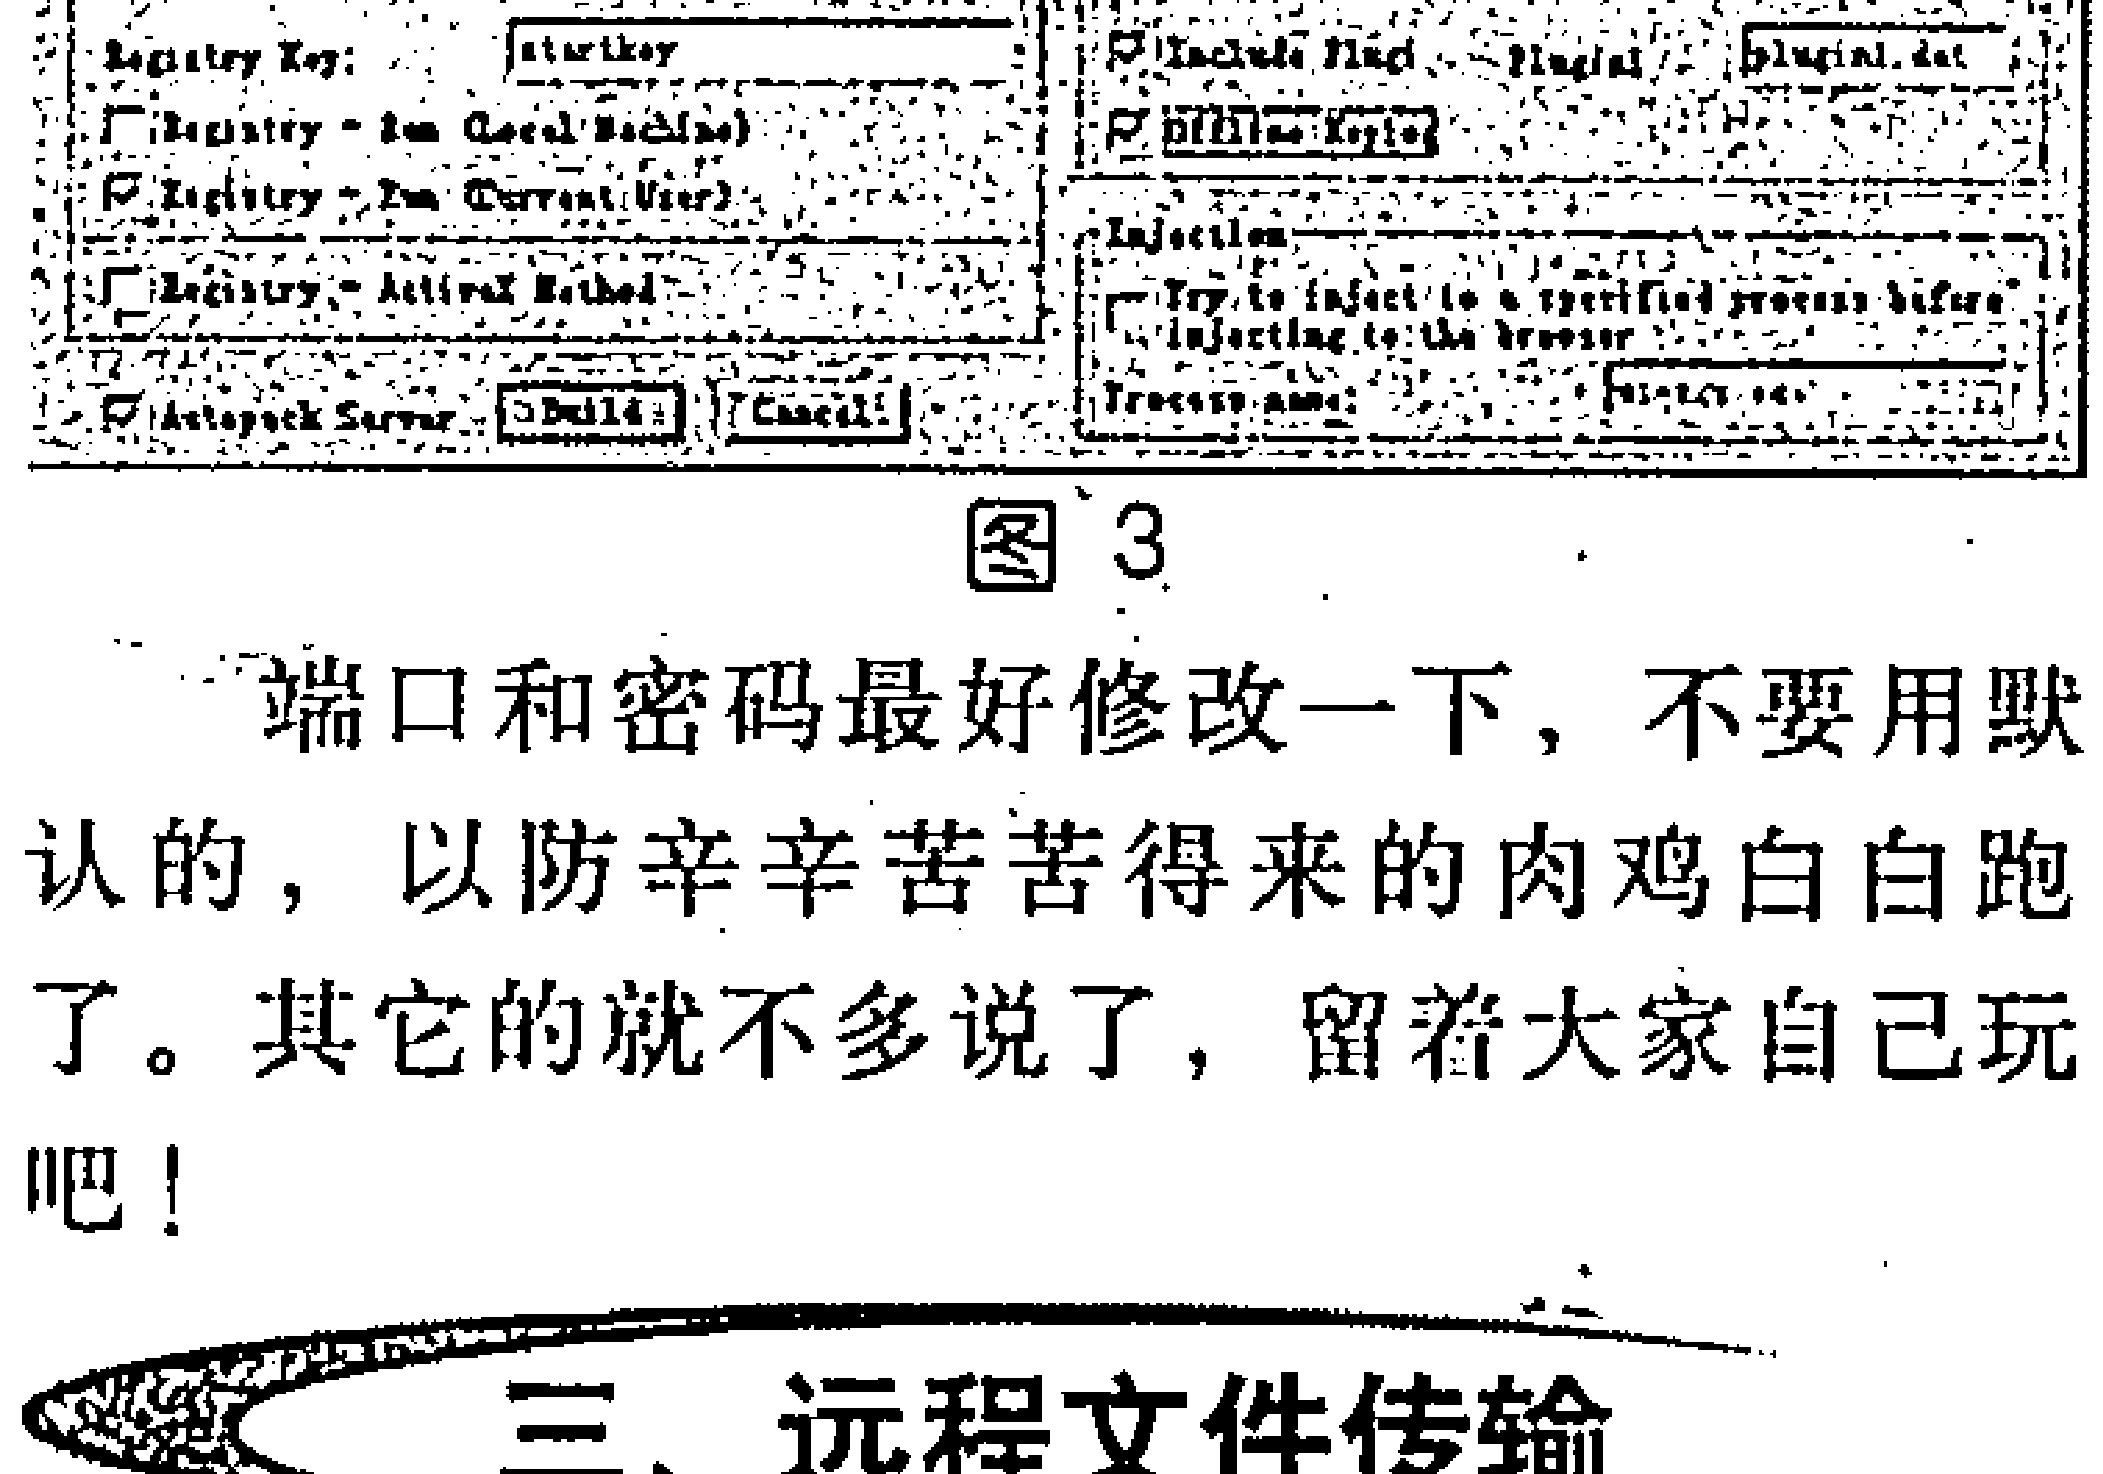 Registry Key: startkey
Registry - Run (Local Machine)
Registry - Run (Current User)
Registry - ActiveX Method
Autopack Server Build Cancel
Include Plugi Plugin1 plugin1.dat
Offline Keylog
Injection
Try to inject to a specified process before
injecting to the browser
Process name:
图 3
端口和密码最好修改一下，不要用默
认的，以防辛辛苦苦得来的肉鸡白白跑
了。其它的就不多说了，留着大家自己玩
吧！
三、远程文件传输